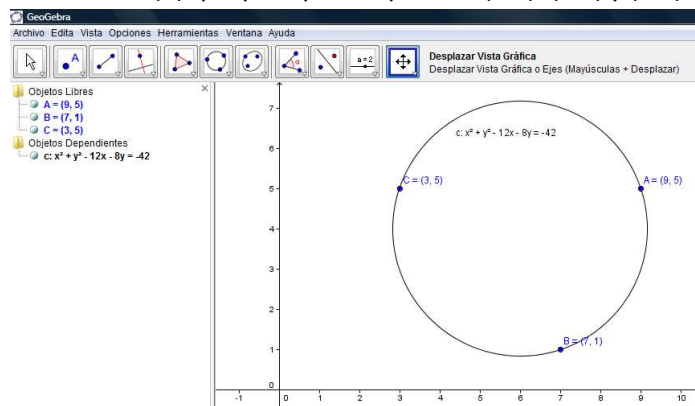 GeoGebra
Archivo Edita Vista Opciones Herramientas Ventana Ayuda
A
α
a = 2
Desplazar Vista Gráfica
Desplazar Vista Gráfica o Ejes (Mayúsculas + Desplazar)
Objetos Libres
A = (9, 5)
B = (7, 1)
C = (3, 5)
Objetos Dependientes
c: x² + y² - 12x - 8y = -42
7
c: x² + y² - 12x - 8y = -42
6
C = (3, 5)
A = (9, 5)
5
4
3
2
B = (7, 1)
1
0
-1 0 1 2 3 4 5 6 7 8 9 10